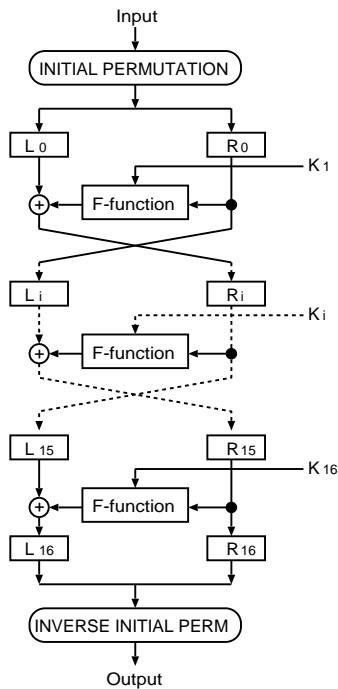 Input
INITIAL PERMUTATION
L 0
R 0
K 1
+
F-function
L i
R i
K i
+
F-function
L 15
R 15
K 16
+
F-function
L 16
R 16
INVERSE INITIAL PERM
Output